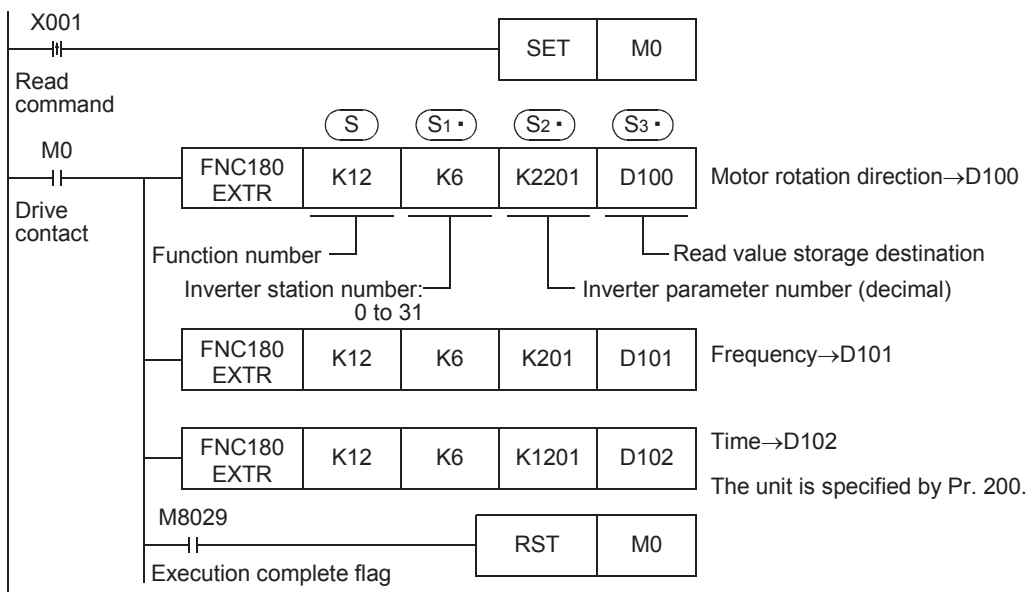 X001
SET M0
Read
command
S S1· S2· S3·
M0
FNC180
EXTR K12 K6 K2201 D100 Motor rotation direction→D100
Drive
contact
Function number
Read value storage destination
Inverter station number:
0 to 31
Inverter parameter number (decimal)
FNC180
EXTR K12 K6 K201 D101 Frequency→D101
FNC180
EXTR K12 K6 K1201 D102 Time→D102
The unit is specified by Pr. 200.
M8029
RST M0
Execution complete flag